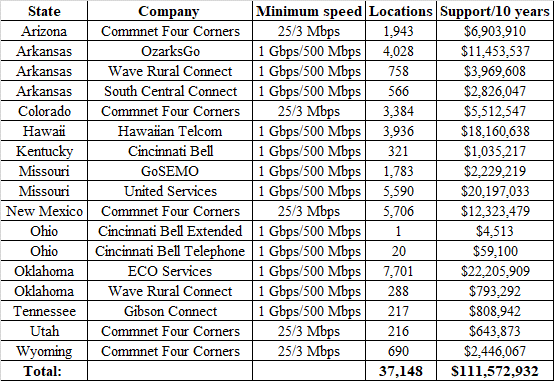 State Company Minimum speed Locations Support/10 years
Arizona Commnet Four Corners 25/3 Mbps 1,943 $6,903,910
Arkansas OzarksGo 1 Gbps/500 Mbps 4,028 $11,453,537
Arkansas Wave Rural Connect 1 Gbps/500 Mbps 758 $3,969,608
Arkansas South Central Connect 1 Gbps/500 Mbps 566 $2,826,047
Colorado Commnet Four Corners 25/3 Mbps 3,384 $5,512,547
Hawaii Hawaiian Telcom 1 Gbps/500 Mbps 3,936 $18,160,638
Kentucky Cincinnati Bell 1 Gbps/500 Mbps 321 $1,035,217
Missouri GoSEMO 1 Gbps/500 Mbps 1,783 $2,229,219
Missouri United Services 1 Gbps/500 Mbps 5,590 $20,197,033
New Mexico Commnet Four Corners 25/3 Mbps 5,706 $12,323,479
Ohio Cincinnati Bell Extended 1 Gbps/500 Mbps 1 $4,513
Ohio Cincinnati Bell Telephone 1 Gbps/500 Mbps 20 $59,100
Oklahoma ECO Services 1 Gbps/500 Mbps 7,701 $22,205,909
Oklahoma Wave Rural Connect 1 Gbps/500 Mbps 288 $793,292
Tennessee Gibson Connect 1 Gbps/500 Mbps 217 $808,942
Utah Commnet Four Corners 25/3 Mbps 216 $643,873
Wyoming Commnet Four Corners 25/3 Mbps 690 $2,446,067
Total: 37,148 $111,572,932